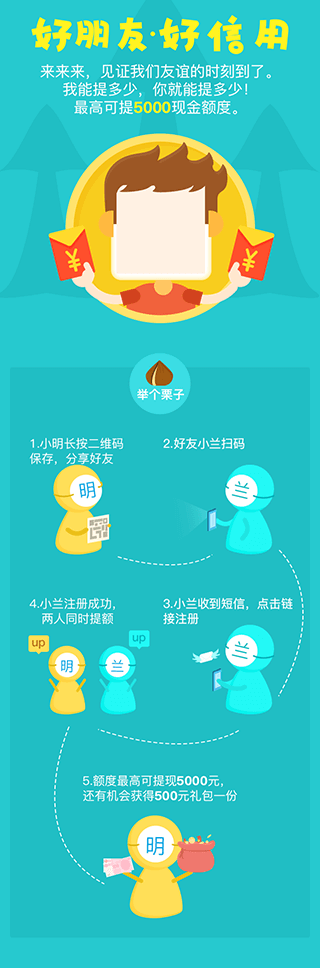 好朋友·好信用
来来来，见证我们友谊的时刻到了。
我能提多少，你就能提多少！
最高可提5000现金额度。
¥
¥
举个栗子
1.小明长按二维码
保存，分享好友
明
2.好友小兰扫码
兰
3.小兰收到短信，点击链
接注册
兰
4.小兰注册成功，
两人同时提额
up
up
明
兰
5.额度最高可提现5000元，
还有机会获得500元礼包一份
明